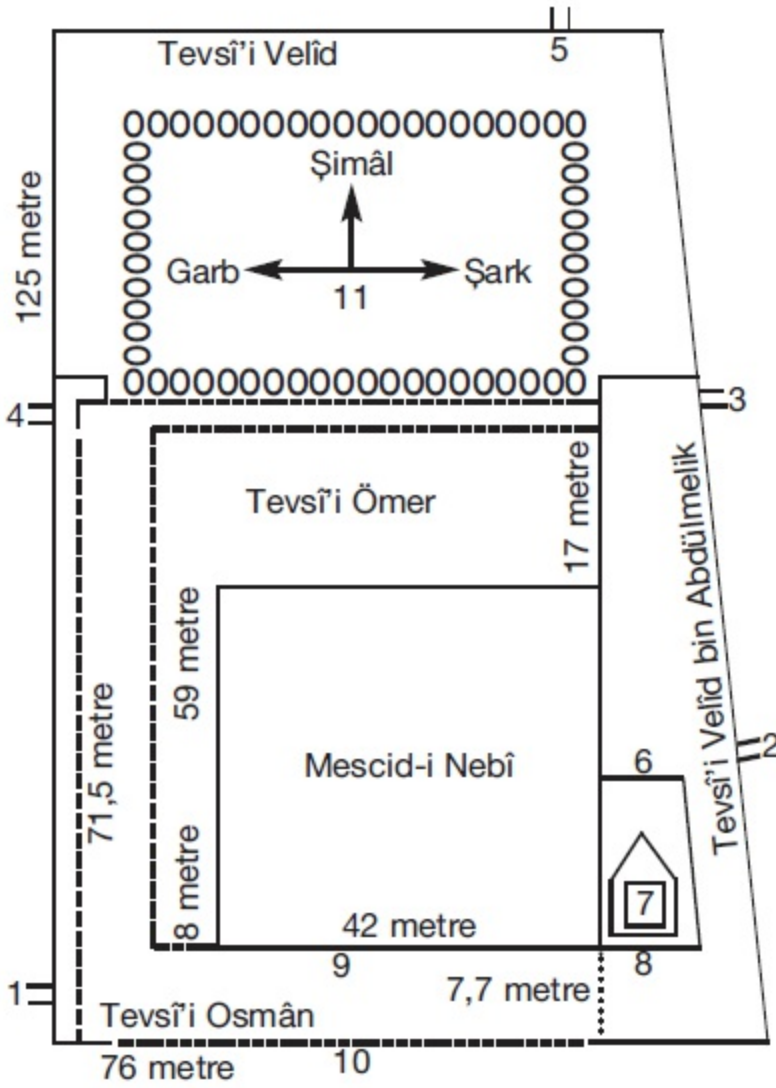 5
Tevsî'i Velîd
OOOOOOOOOOOOOOOOOOOO
Şimâl
125 metre
Garb
Şark
11
OOOOOOOOOOOOOOOOOOOO
4
3
Tevsî'i Ömer
17 metre
59 metre
71,5 metre
Mescid-i Nebî
Tevsî'i Velîd bin Abdülmelik
2
6
7
8 metre
42 metre
9
8
7,7 metre
1
Tevsî'i Osmân
76 metre
10